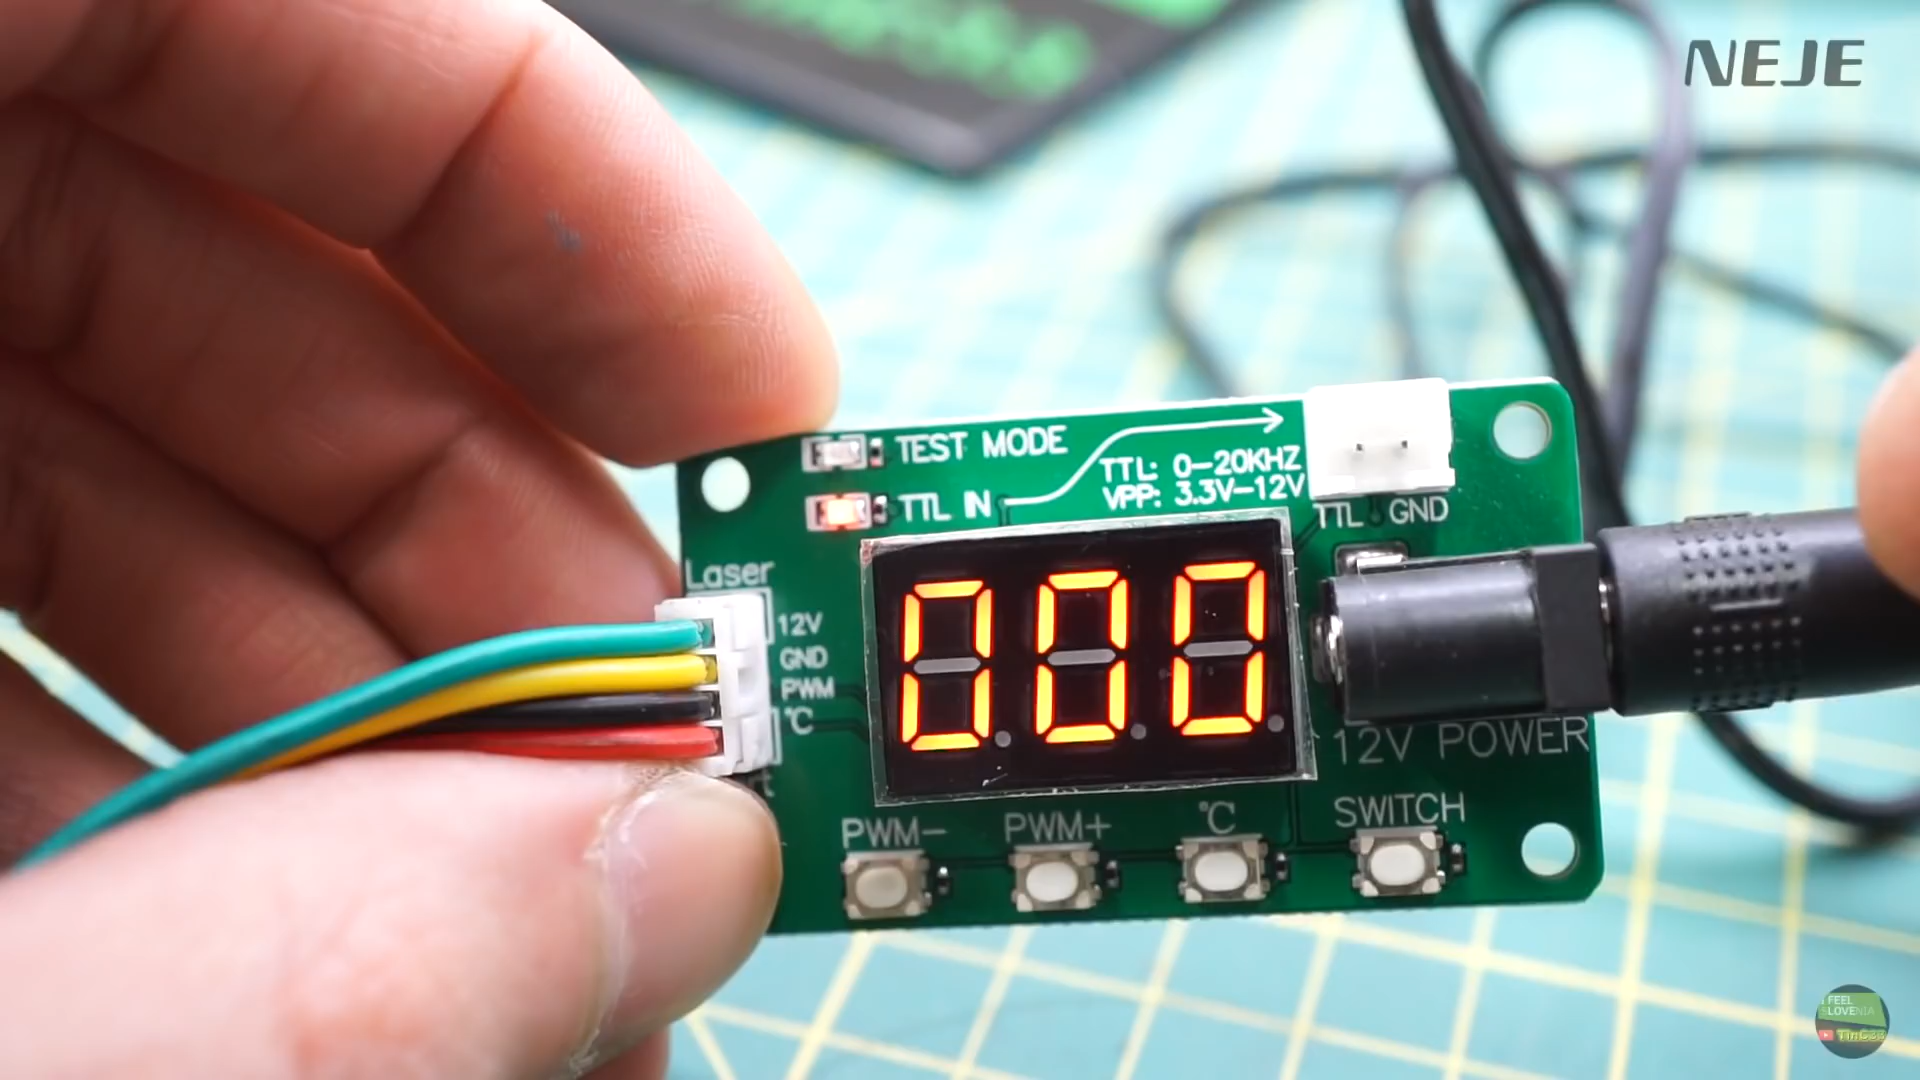 NEJE
TEST MODE
TTL: 0-20KHZ
VPP: 3.3V-12V
TTL IN
TTL GND
Laser
12V
GND
PWM
℃
000
12V POWER
PWM-
PWM+
℃
SWITCH
I FEEL
SLOVENIA